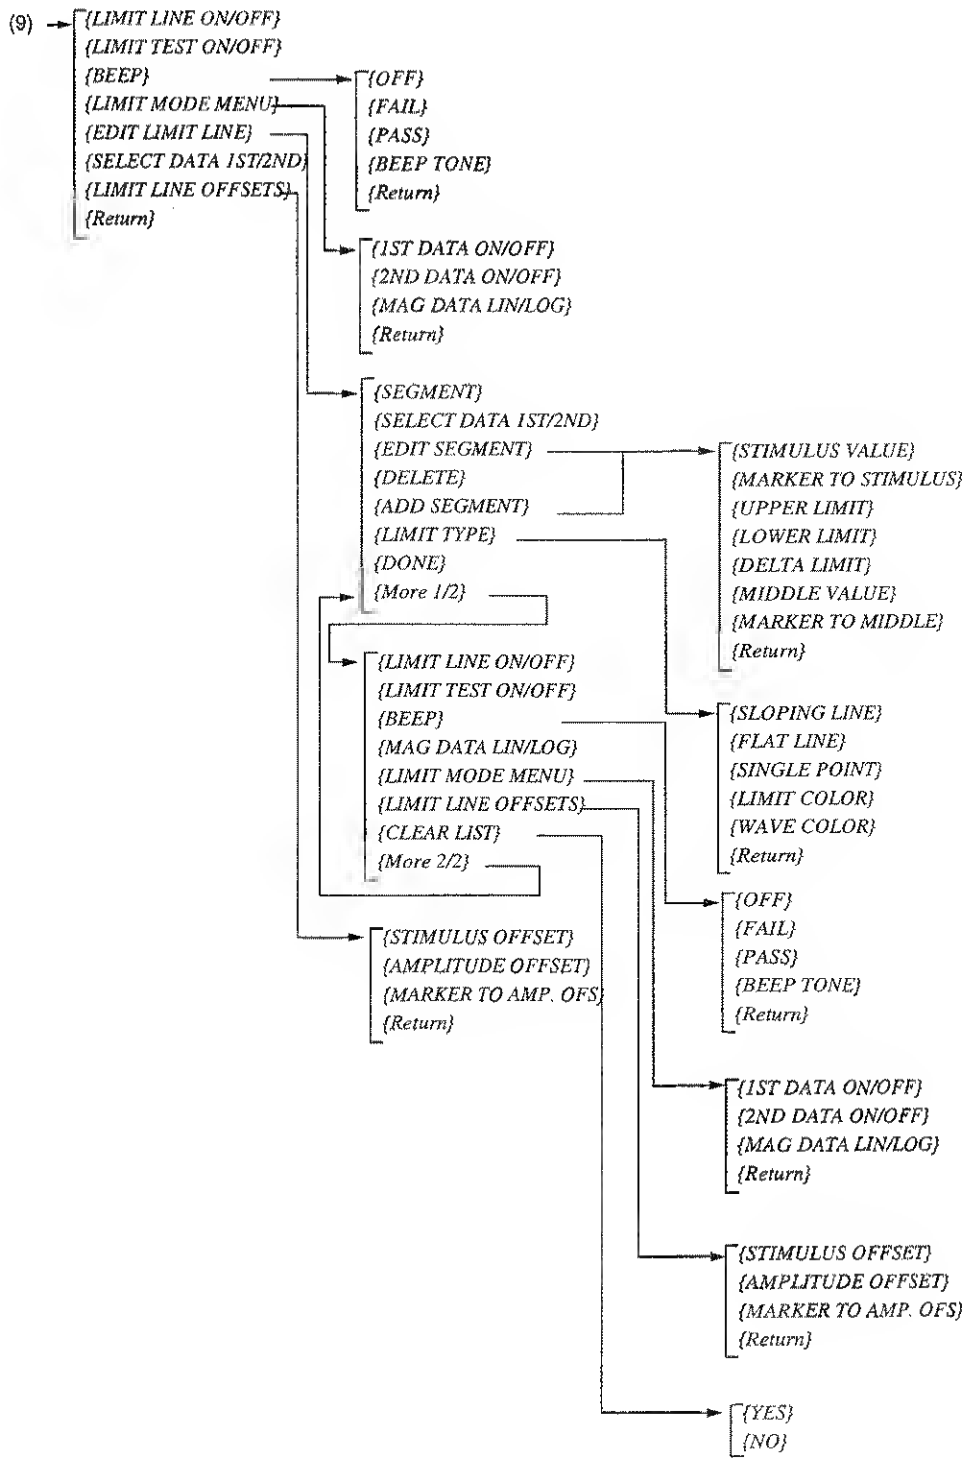 (9)
{LIMIT LINE ON/OFF}
{LIMIT TEST ON/OFF}
{BEEP}
{LIMIT MODE MENU}
{EDIT LIMIT LINE}
{SELECT DATA 1ST/2ND}
{LIMIT LINE OFFSETS}
{Return}
{OFF}
{FAIL}
{PASS}
{BEEP TONE}
{Return}
{1ST DATA ON/OFF}
{2ND DATA ON/OFF}
{MAG DATA LIN/LOG}
{Return}
{SEGMENT}
{SELECT DATA 1ST/2ND}
{EDIT SEGMENT}
{DELETE}
{ADD SEGMENT}
{LIMIT TYPE}
{DONE}
{More 1/2}
{STIMULUS VALUE}
{MARKER TO STIMULUS}
{UPPER LIMIT}
{LOWER LIMIT}
{DELTA LIMIT}
{MIDDLE VALUE}
{MARKER TO MIDDLE}
{Return}
{LIMIT LINE ON/OFF}
{LIMIT TEST ON/OFF}
{BEEP}
{MAG DATA LIN/LOG}
{LIMIT MODE MENU}
{LIMIT LINE OFFSETS}
{CLEAR LIST}
{More 2/2}
{SLOPING LINE}
{FLAT LINE}
{SINGLE POINT}
{LIMIT COLOR}
{WAVE COLOR}
{Return}
{OFF}
{FAIL}
{PASS}
{BEEP TONE}
{Return}
{STIMULUS OFFSET}
{AMPLITUDE OFFSET}
{MARKER TO AMP. OFS}
{Return}
{1ST DATA ON/OFF}
{2ND DATA ON/OFF}
{MAG DATA LIN/LOG}
{Return}
{STIMULUS OFFSET}
{AMPLITUDE OFFSET}
{MARKER TO AMP. OFS}
{Return}
{YES}
{NO}